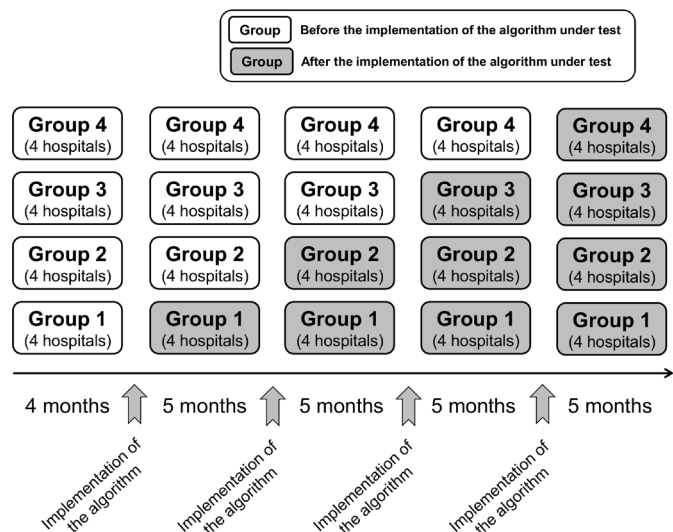 Group Before the implementation of the algorithm under test
Group After the implementation of the algorithm under test
Group 4 Group 4 Group 4 Group 4 Group 4
(4 hospitals) (4 hospitals) (4 hospitals) (4 hospitals) (4 hospitals)
Group 3 Group 3 Group 3 Group 3 Group 3
(4 hospitals) (4 hospitals) (4 hospitals) (4 hospitals) (4 hospitals)
Group 2 Group 2 Group 2 Group 2 Group 2
(4 hospitals) (4 hospitals) (4 hospitals) (4 hospitals) (4 hospitals)
Group 1 Group 1 Group 1 Group 1 Group 1
(4 hospitals) (4 hospitals) (4 hospitals) (4 hospitals) (4 hospitals)
4 months 5 months 5 months 5 months 5 months
Implementation of
the algorithm
Implementation of
the algorithm
Implementation of
the algorithm
Implementation of
the algorithm